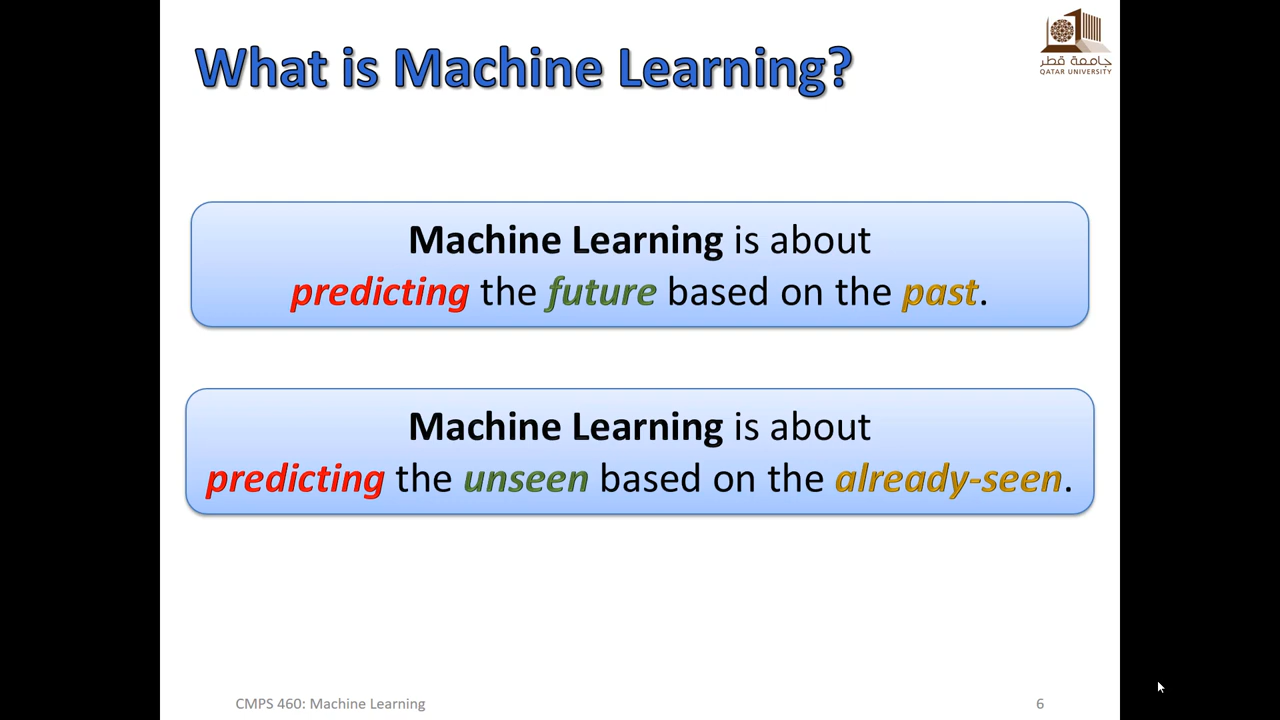 What is Machine Learning?
جامعة قطر
QATAR UNIVERSITY
Machine Learning is about
predicting the future based on the past.
Machine Learning is about
predicting the unseen based on the already-seen.
CMPS 460: Machine Learning
6